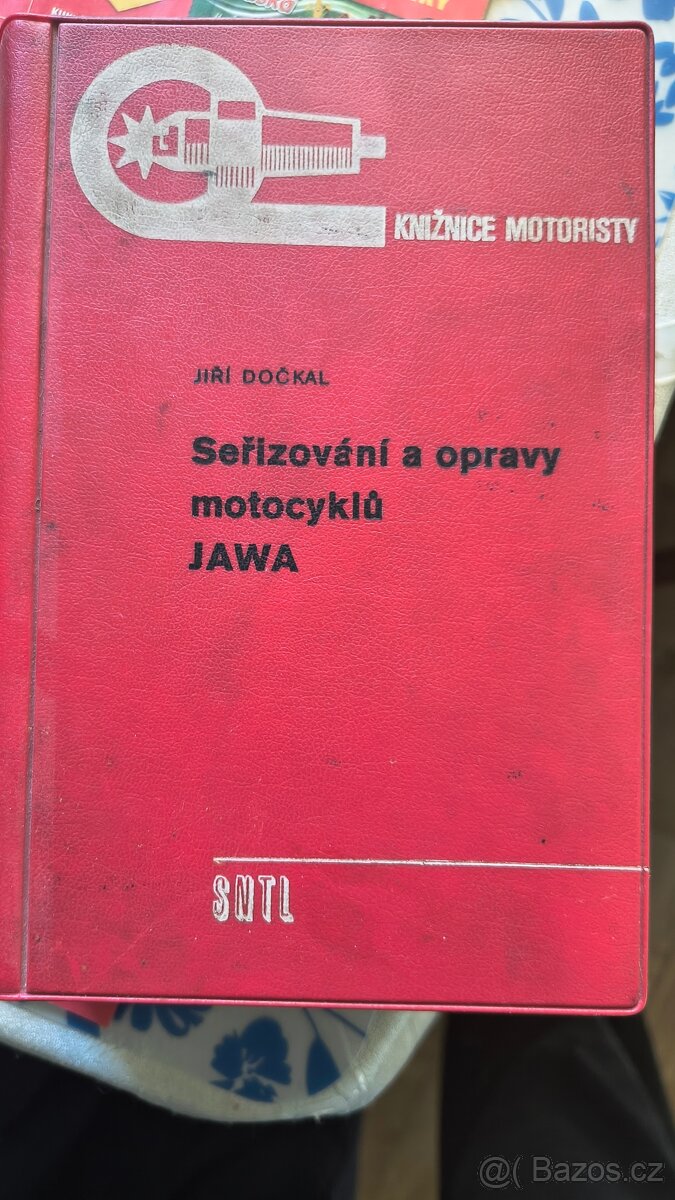 KNIŽNICE MOTORISTY
JIŘÍ DOČKAL
Seřizování a opravy
motocyklů
JAWA
SNTL
@( Bazos.cz